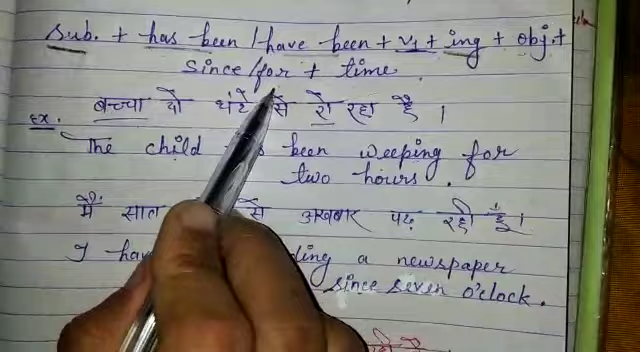 Sub. + has been / have been + v1 + ing + obj. +
since/for + time.
बच्चा दो घंटे से रो रहा है ।
Ex.
The child been weeping for
two hours.
मैं सात से अखबार पढ़ रही हूँ ।
I a newspaper
since seven o'clock.